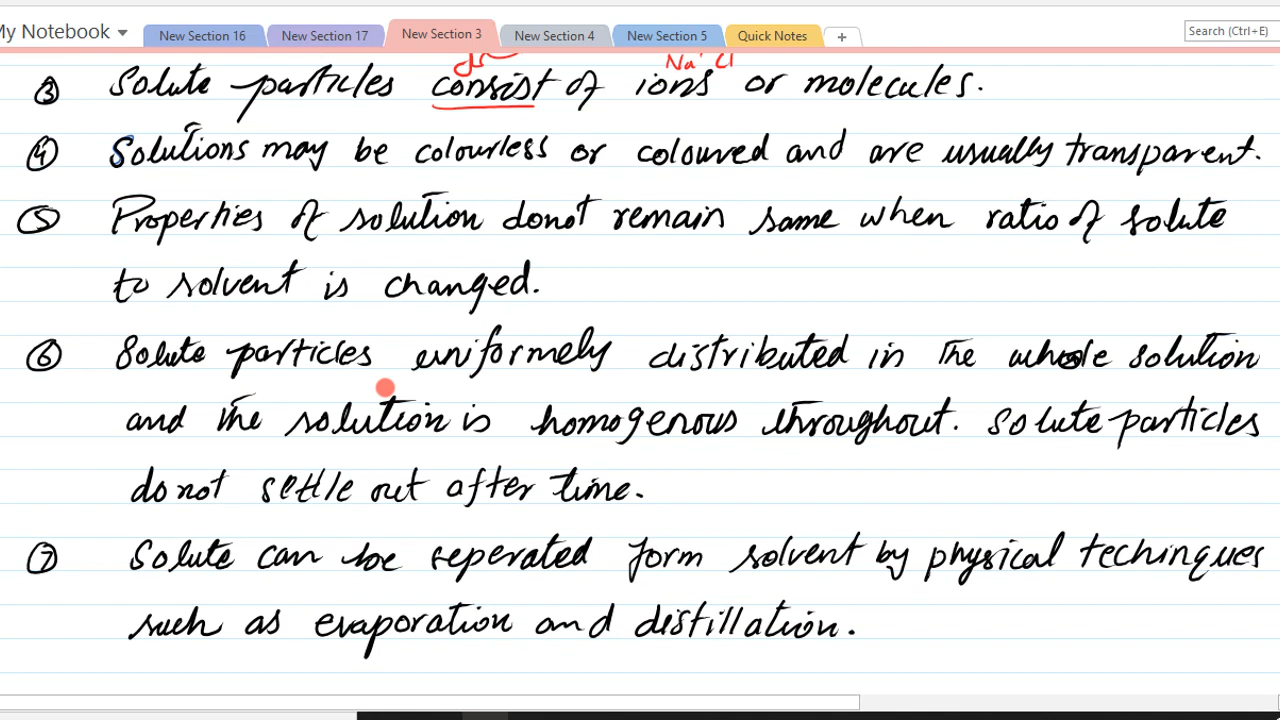 My Notebook
New Section 16
New Section 17
New Section 3
New Section 4
New Section 5
Quick Notes
+
Search (Ctrl+E)
Na⁺ Cl
③ Solute particles consist of ions or molecules.
④ Solutions may be colourless or coloured and are usually transparent.
⑤ Properties of solution donot remain same when ratio of solute
to solvent is changed.
⑥ Solute particles uniformely distributed in the whole solution
and the solution is homogenous throughout. Solute particles
do not settle out after time.
⑦ Solute can be seperated form solvent by physical techinques
such as evaporation and distillation.